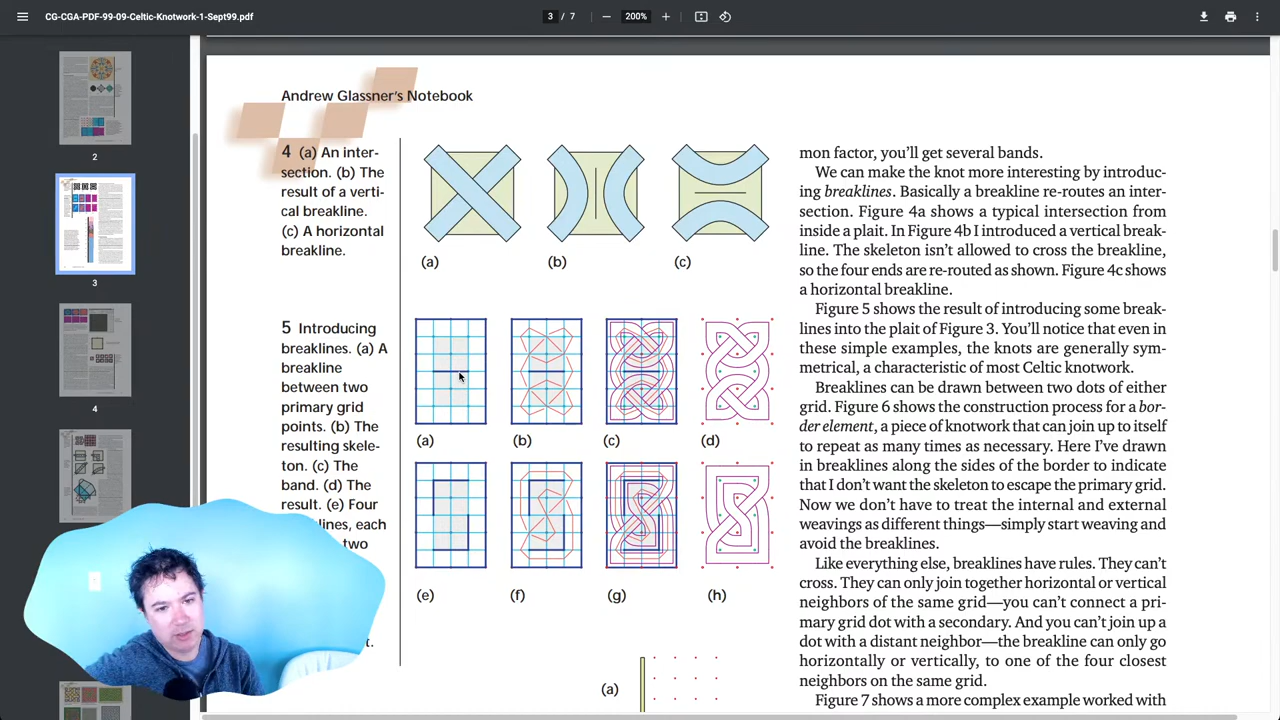 CG-CGA-PDF-99-09-Celtic-Knotwork-1-Sept99.pdf
3 / 7
200%
2
3
4
Andrew Glassner's Notebook
4 (a) An inter-
section. (b) The
result of a verti-
cal breakline.
(c) A horizontal
breakline.
(a)
(b)
(c)
5 Introducing
breaklines. (a) A
breakline
between two
primary grid
points. (b) The
resulting skele-
ton. (c) The
band. (d) The
result. (e) Four
lines, each
two
t.
(a)
(b)
(c)
(d)
(e)
(f)
(g)
(h)
(a)
mon factor, you'll get several bands.
We can make the knot more interesting by introduc-
ing breaklines. Basically a breakline re-routes an inter-
section. Figure 4a shows a typical intersection from
inside a plait. In Figure 4b I introduced a vertical break-
line. The skeleton isn't allowed to cross the breakline,
so the four ends are re-routed as shown. Figure 4c shows
a horizontal breakline.
Figure 5 shows the result of introducing some break-
lines into the plait of Figure 3. You'll notice that even in
these simple examples, the knots are generally sym-
metrical, a characteristic of most Celtic knotwork.
Breaklines can be drawn between two dots of either
grid. Figure 6 shows the construction process for a bor-
der element, a piece of knotwork that can join up to itself
to repeat as many times as necessary. Here I've drawn
in breaklines along the sides of the border to indicate
that I don't want the skeleton to escape the primary grid.
Now we don't have to treat the internal and external
weavings as different things—simply start weaving and
avoid the breaklines.
Like everything else, breaklines have rules. They can't
cross. They can only join together horizontal or vertical
neighbors of the same grid—you can't connect a pri-
mary grid dot with a secondary. And you can't join up a
dot with a distant neighbor—the breakline can only go
horizontally or vertically, to one of the four closest
neighbors on the same grid.
Figure 7 shows a more complex example worked with